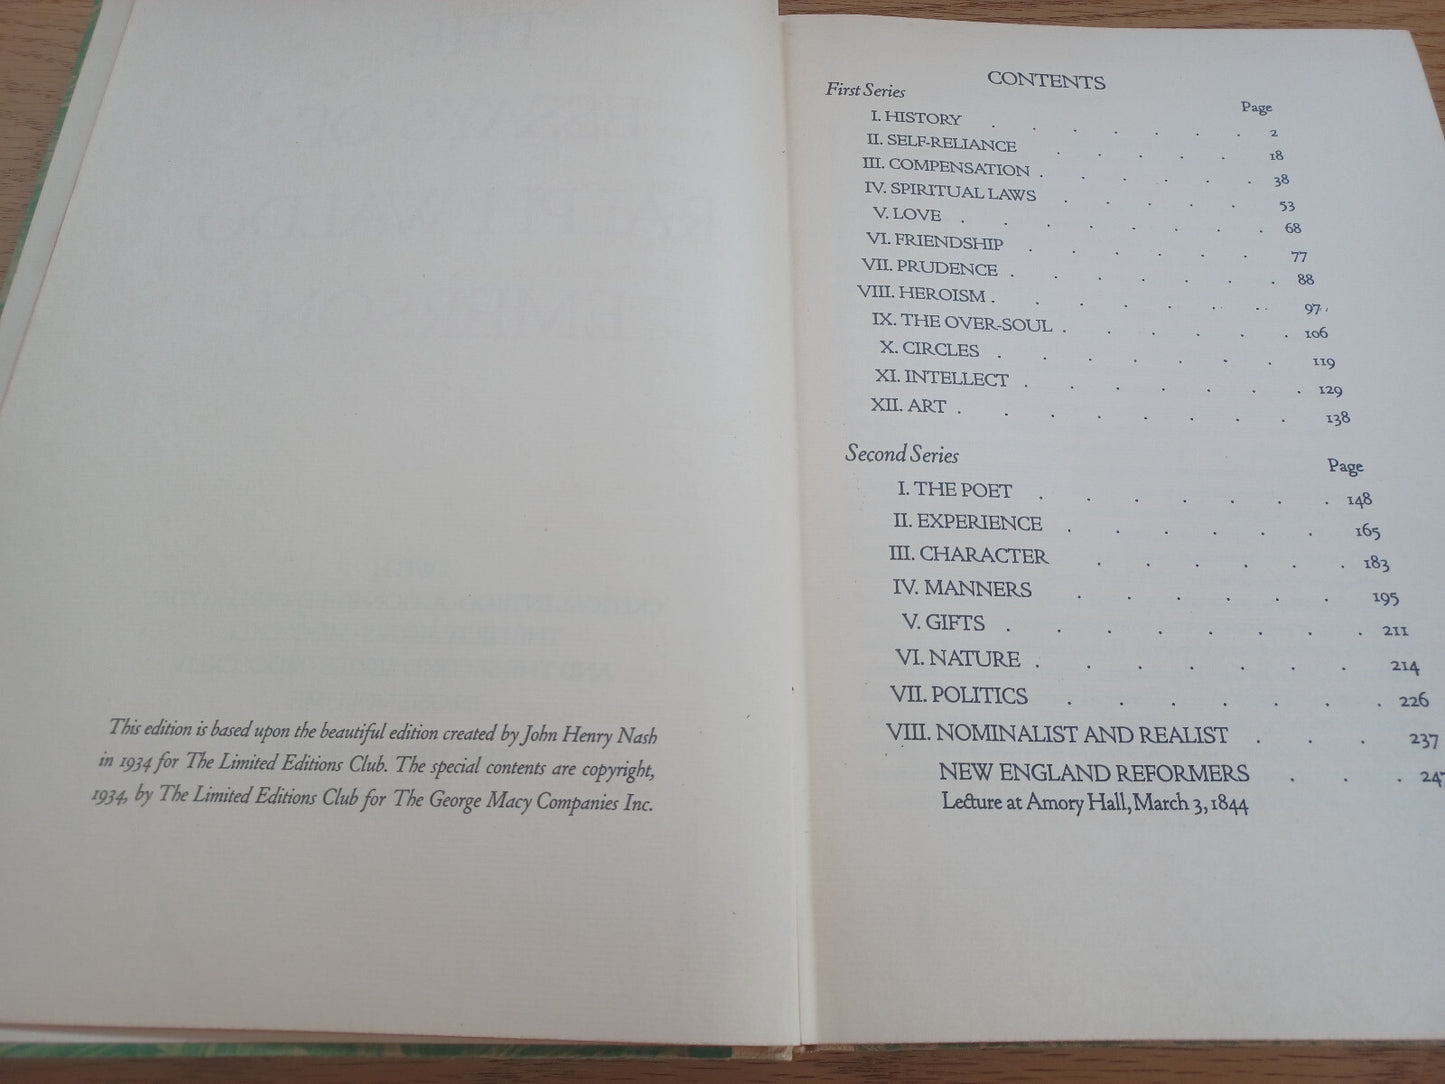 This edition is based upon the beautiful edition created by John Henry Nash
in 1934 for The Limited Editions Club. The special contents are copyright,
1934, by The Limited Editions Club for The George Macy Companies Inc.
CONTENTS
First Series Page
I. HISTORY . . . . . . . 2
II. SELF-RELIANCE . . . . . 18
III. COMPENSATION . . . . . . 38
IV. SPIRITUAL LAWS . . . . . 53
V. LOVE . . . . . . . . 68
VI. FRIENDSHIP . . . . . . 77
VII. PRUDENCE . . . . . . . 88
VIII. HEROISM . . . . . . . 97
IX. THE OVER-SOUL . . . . . . 106
X. CIRCLES . . . . . . . 119
XI. INTELLECT . . . . . . . 129
XII. ART . . . . . . . . 138
Second Series Page
I. THE POET . . . . . . . 148
II. EXPERIENCE . . . . . . 165
III. CHARACTER . . . . . . 183
IV. MANNERS . . . . . . 195
V. GIFTS . . . . . . . . 211
VI. NATURE . . . . . . . 214
VII. POLITICS . . . . . . . 226
VIII. NOMINALIST AND REALIST . . . 237
NEW ENGLAND REFORMERS . . . 247
Lecture at Amory Hall, March 3, 1844